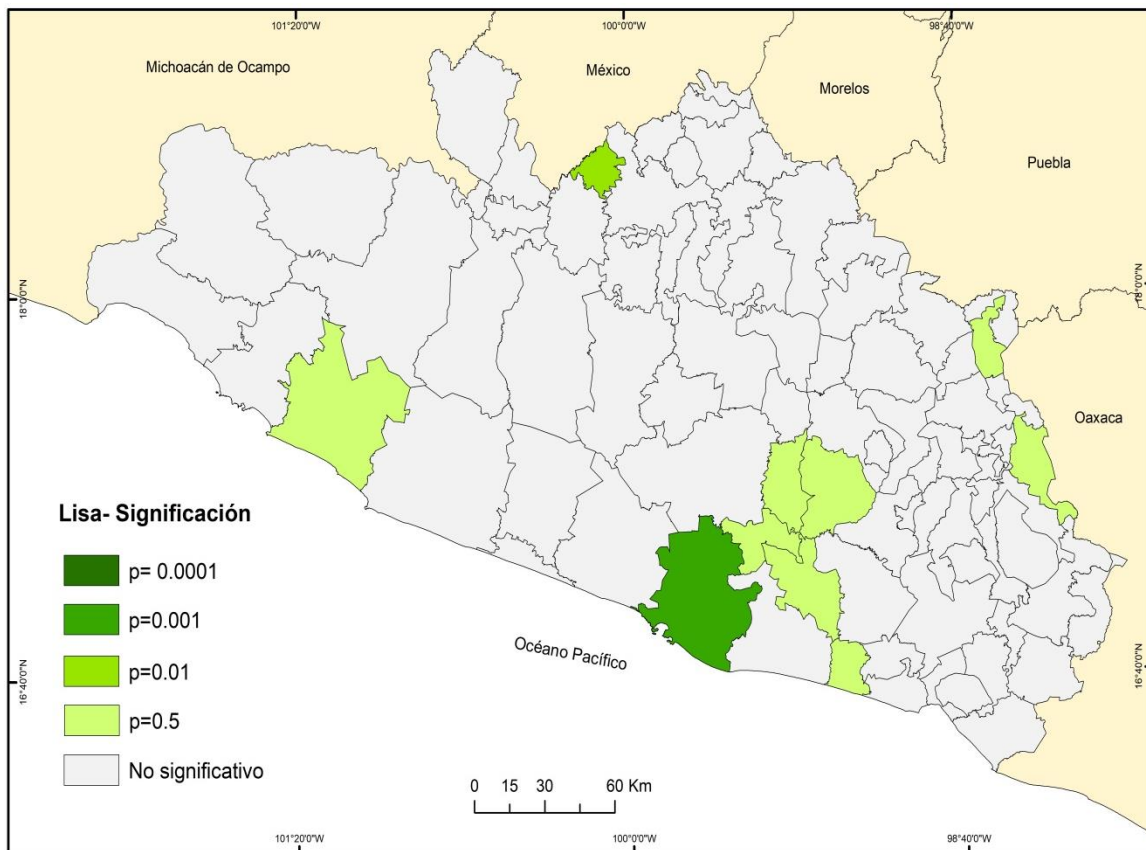 101°20'0"W
100°0'0"W
98°40'0"W
Michoacán de Ocampo
México
Morelos
Puebla
18°0'0"N
18°0'0"N
Oaxaca
Lisa- Significación
p= 0.0001
p=0.001
p=0.01
p=0.5
No significativo
Océano Pacífico
16°40'0"N
16°40'0"N
0 15 30 60 Km
101°20'0"W
100°0'0"W
98°40'0"W